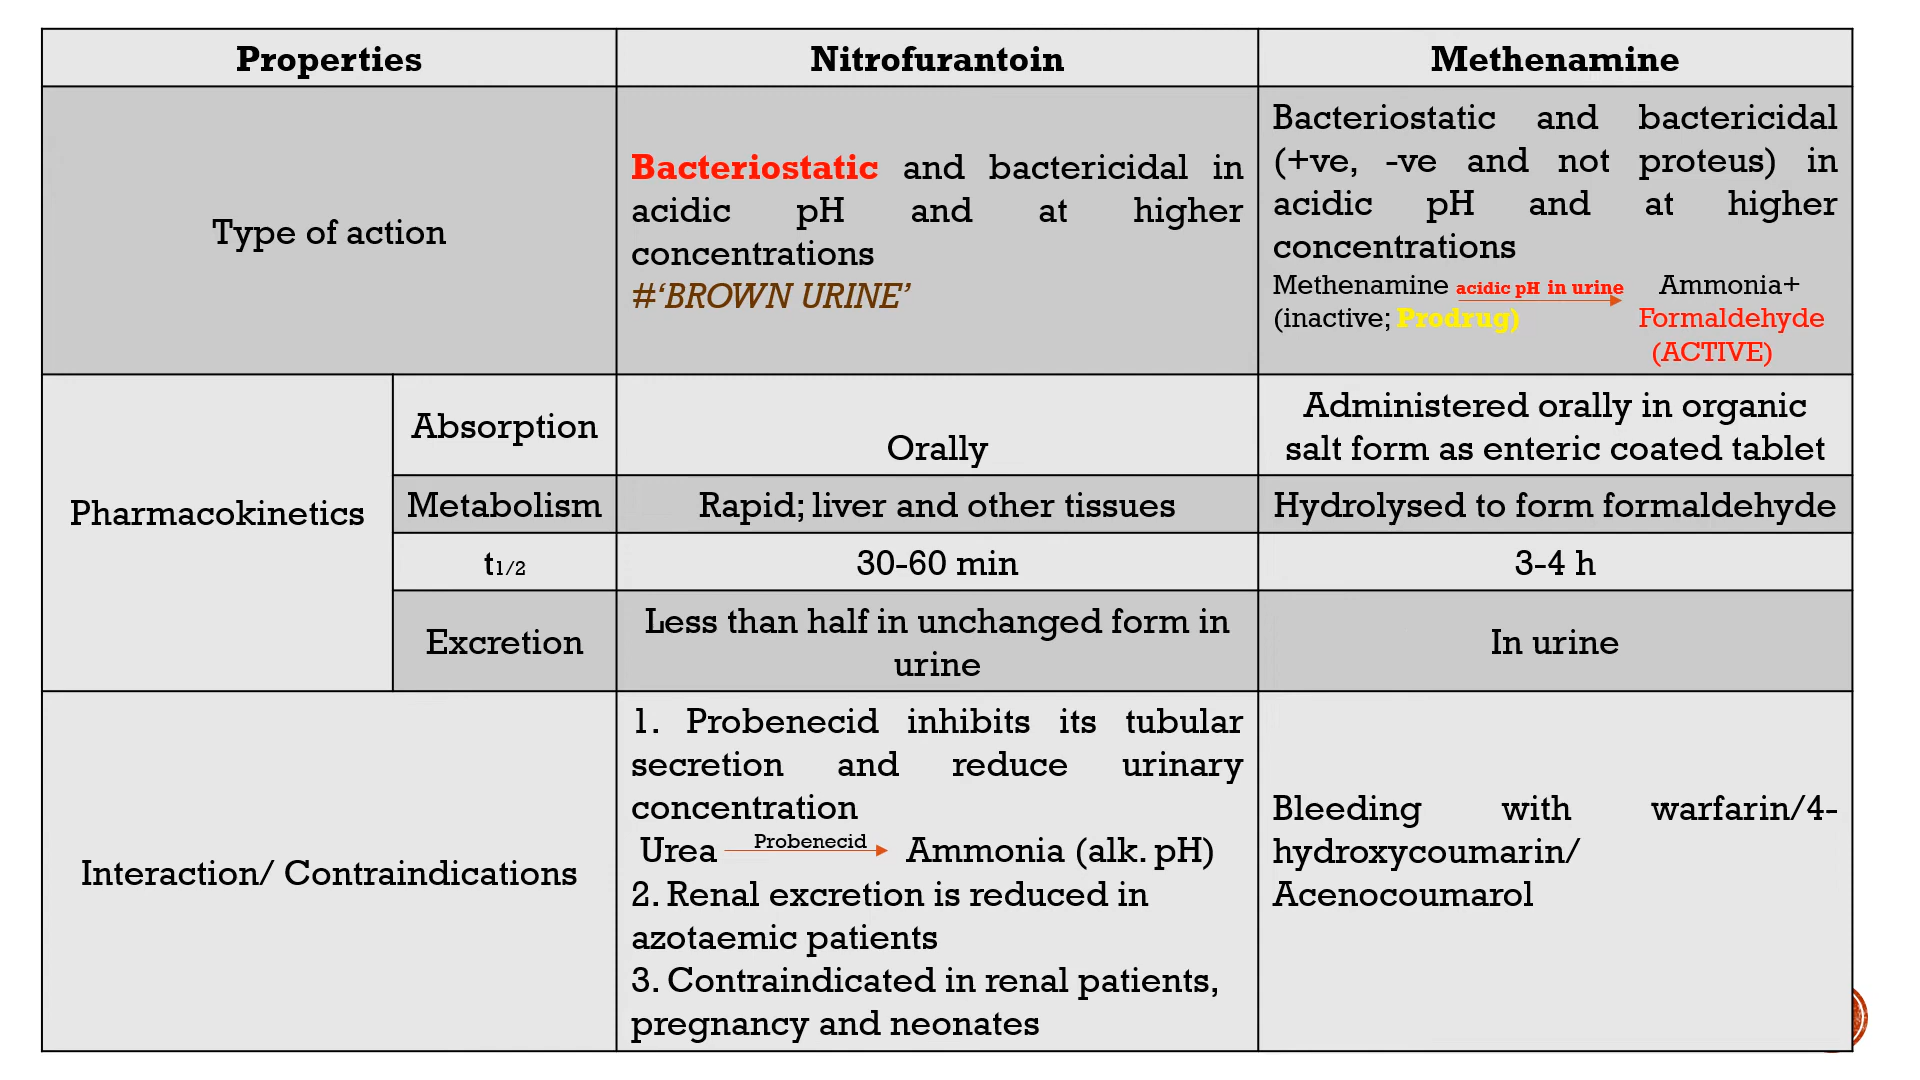 Properties
Nitrofurantoin
Methenamine
Type of action
Bacteriostatic and bactericidal in
acidic pH and at higher
concentrations
#‘BROWN URINE’
Bacteriostatic and bactericidal
(+ve, -ve and not proteus) in
acidic pH and at higher
concentrations
Methenamine acidic pH in urine Ammonia+
(inactive; Prodrug) Formaldehyde
(ACTIVE)
Pharmacokinetics
Absorption
Orally
Administered orally in organic
salt form as enteric coated tablet
Metabolism
Rapid; liver and other tissues
Hydrolysed to form formaldehyde
t1/2
30-60 min
3-4 h
Excretion
Less than half in unchanged form in
urine
In urine
Interaction/ Contraindications
1. Probenecid inhibits its tubular
secretion and reduce urinary
concentration
Urea Probenecid Ammonia (alk. pH)
2. Renal excretion is reduced in
azotaemic patients
3. Contraindicated in renal patients,
pregnancy and neonates
Bleeding with warfarin/4-
hydroxycoumarin/
Acenocoumarol